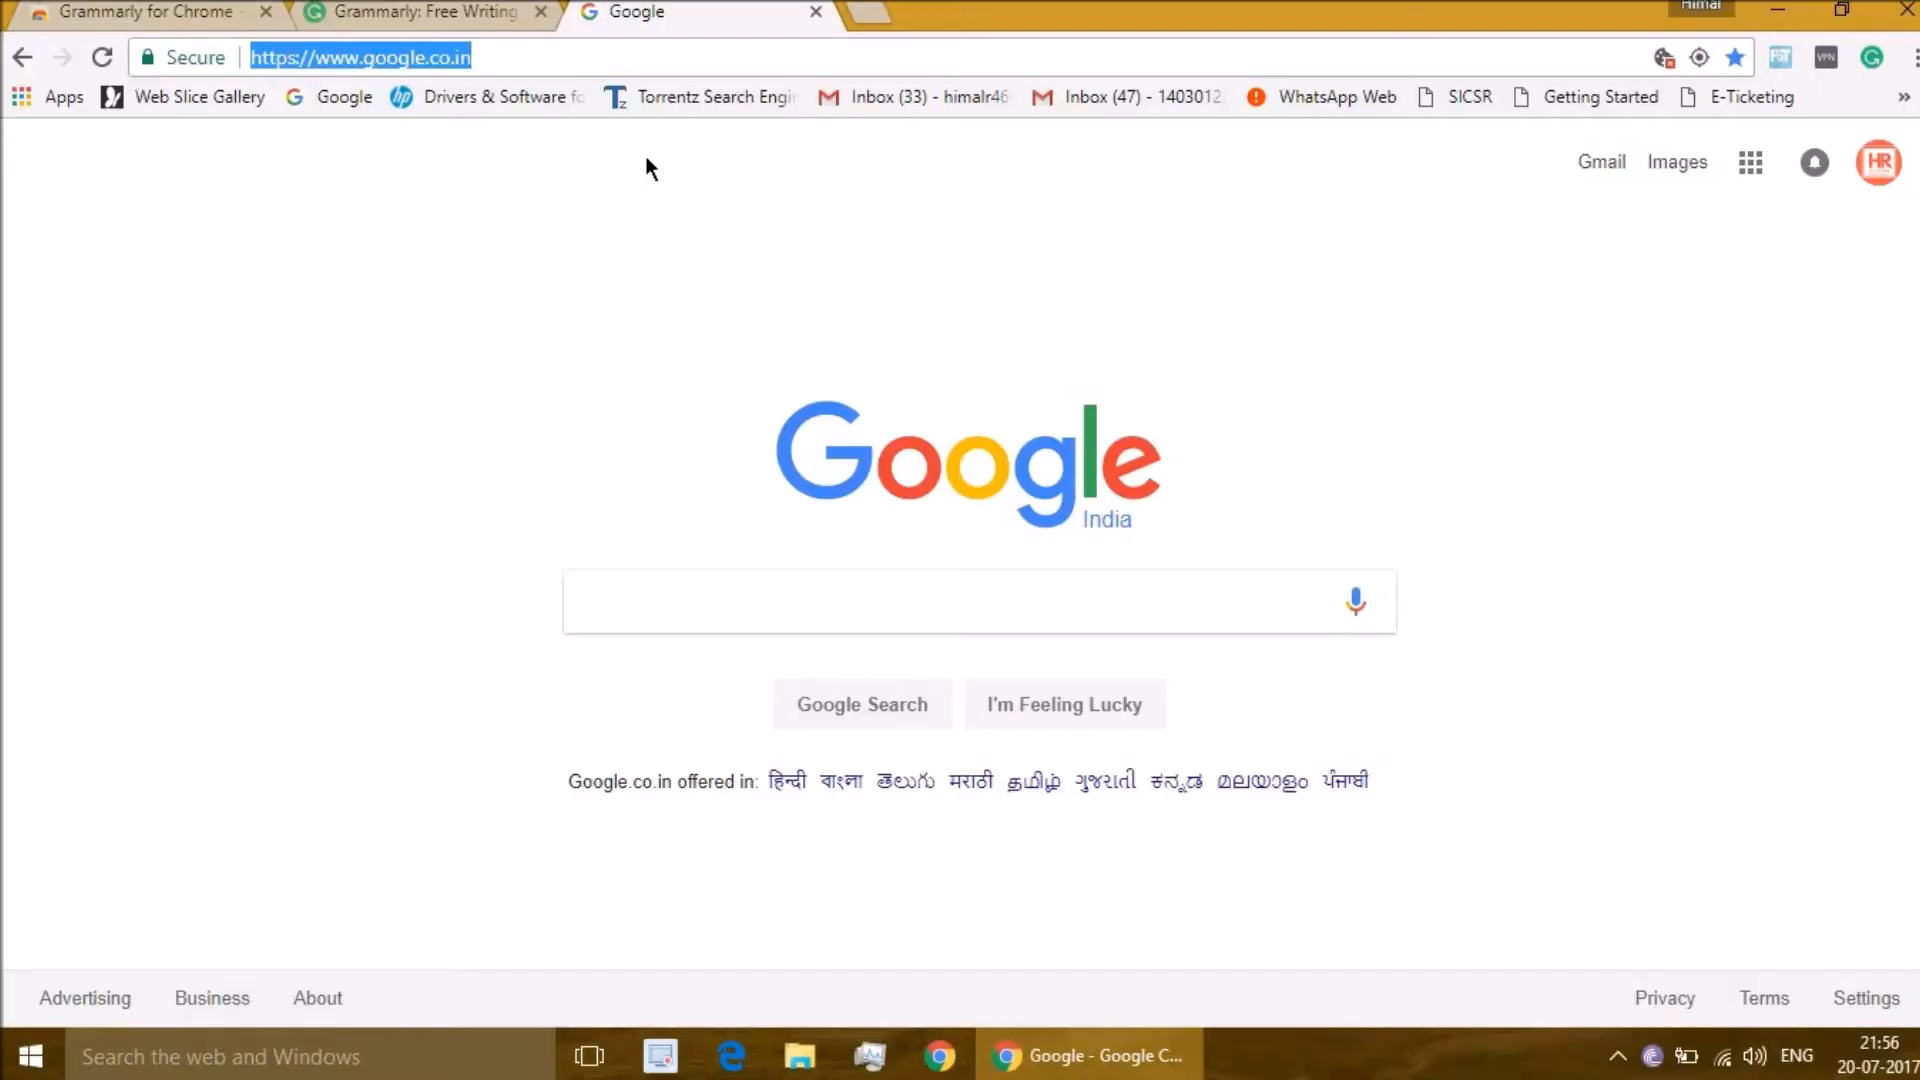 Grammarly for Chrome
Grammarly: Free Writing
Google
Himal
Secure
https://www.google.co.in
Apps
Web Slice Gallery
Google
Drivers & Software fo
Torrentz Search Engi
Inbox (33) - himalr46
Inbox (47) - 1403012
WhatsApp Web
SICSR
Getting Started
E-Ticketing
Gmail
Images
HR
Google
India
Google Search
I'm Feeling Lucky
Google.co.in offered in: हिन्दी বাংলা తెలుగు मराठी தமிழ் ગુજરાતી ಕನ್ನಡ മലയാളം ਪੰਜਾਬੀ
Advertising
Business
About
Privacy
Terms
Settings
Search the web and Windows
Google - Google C...
ENG
21:56
20-07-2017